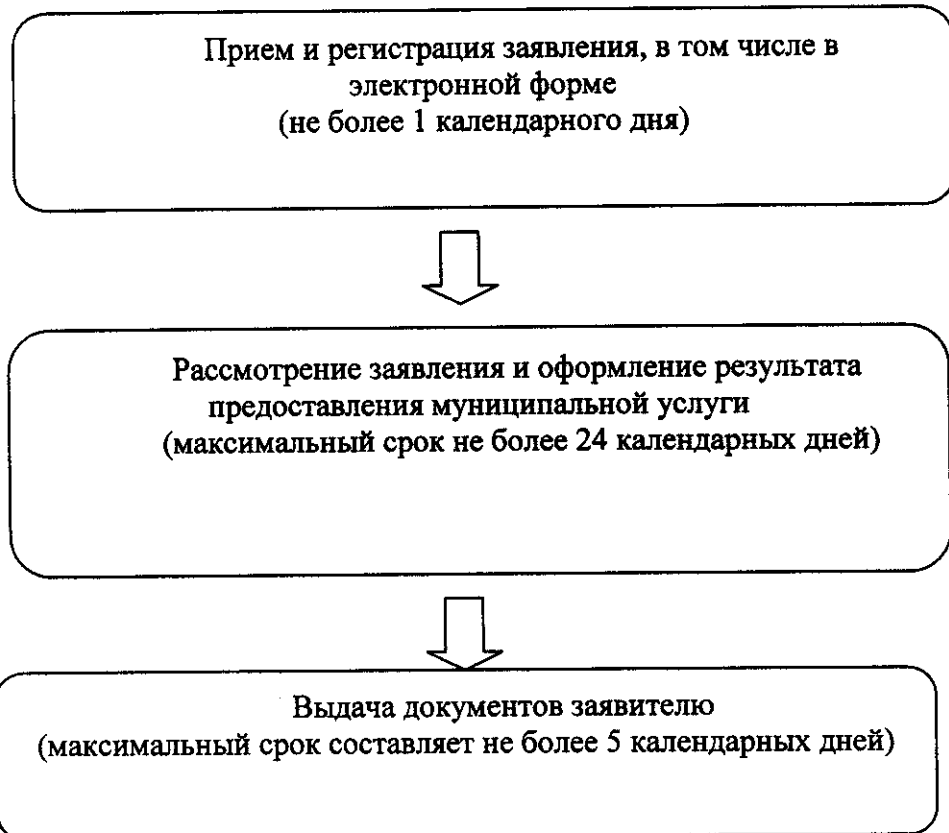 Прием и регистрация заявления, в том числе в
электронной форме
(не более 1 календарного дня)
Рассмотрение заявления и оформление результата
предоставления муниципальной услуги
(максимальный срок не более 24 календарных дней)
Выдача документов заявителю
(максимальный срок составляет не более 5 календарных дней)